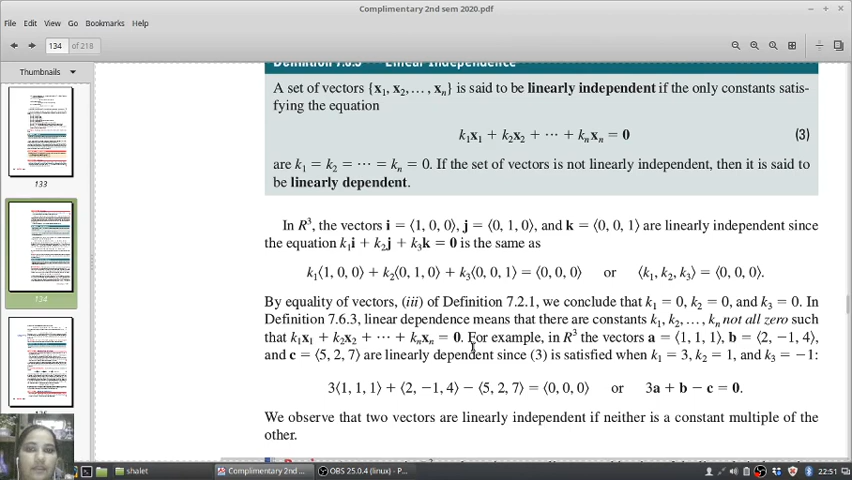 Complimentary 2nd sem 2020.pdf
File Edit View Go Bookmarks Help
134 of 218
Thumbnails
133
134
Definition 7.6.3 Linear Independence
A set of vectors {x₁, x₂, . . . , xₙ} is said to be linearly independent if the only constants satis-
fying the equation
k₁x₁ + k₂x₂ + ··· + kₙxₙ = 0 (3)
are k₁ = k₂ = ··· = kₙ = 0. If the set of vectors is not linearly independent, then it is said to
be linearly dependent.
In R³, the vectors i = ⟨1, 0, 0⟩, j = ⟨0, 1, 0⟩, and k = ⟨0, 0, 1⟩ are linearly independent since
the equation k₁i + k₂j + k₃k = 0 is the same as
k₁⟨1, 0, 0⟩ + k₂⟨0, 1, 0⟩ + k₃⟨0, 0, 1⟩ = ⟨0, 0, 0⟩ or ⟨k₁, k₂, k₃⟩ = ⟨0, 0, 0⟩.
By equality of vectors, (iii) of Definition 7.2.1, we conclude that k₁ = 0, k₂ = 0, and k₃ = 0. In
Definition 7.6.3, linear dependence means that there are constants k₁, k₂, . . . , kₙ not all zero such
that k₁x₁ + k₂x₂ + ··· + kₙxₙ = 0. For example, in R³ the vectors a = ⟨1, 1, 1⟩, b = ⟨2, −1, 4⟩,
and c = ⟨5, 2, 7⟩ are linearly dependent since (3) is satisfied when k₁ = 3, k₂ = 1, and k₃ = −1:
3⟨1, 1, 1⟩ + ⟨2, −1, 4⟩ − ⟨5, 2, 7⟩ = ⟨0, 0, 0⟩ or 3a + b − c = 0.
We observe that two vectors are linearly independent if neither is a constant multiple of the
other.
shalet
Complimentary 2nd ...
OBS 25.0.4 (linux) - P...
22:51